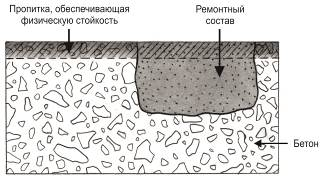 Пропитка, обеспечивающая
физическую стойкость
Ремонтный
состав
Бетон